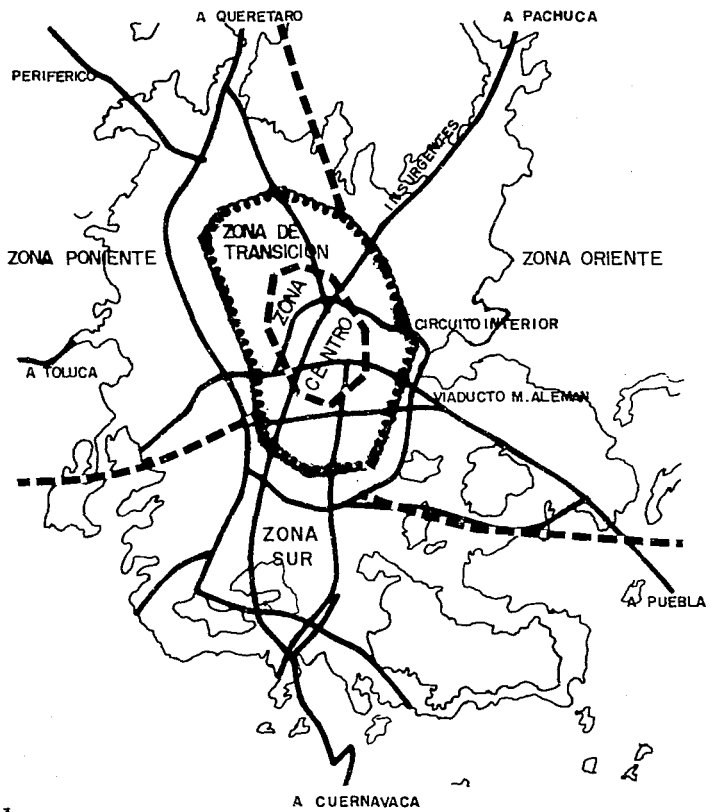 A QUERETARO
A PACHUCA
PERIFERICO
INSURGENTES
ZONA DE
TRANSICION
ZONA PONIENTE
ZONA ORIENTE
ZONA
CENTRO
CIRCUITO INTERIOR
A TOLUCA
VIADUCTO M. ALEMAN
ZONA
SUR
A PUEBLA
A CUERNAVACA